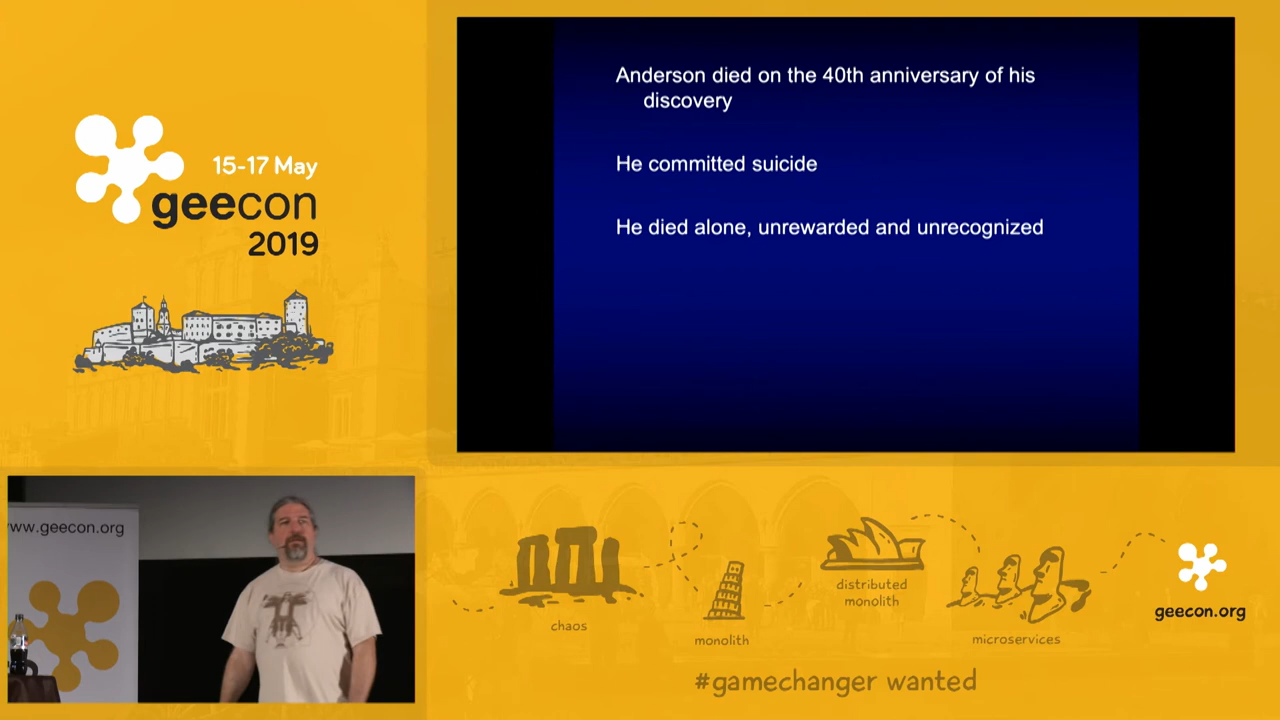 15-17 May
geecon
2019
Anderson died on the 40th anniversary of his
discovery
He committed suicide
He died alone, unrewarded and unrecognized
www.geecon.org
chaos
monolith
distributed
monolith
microservices
geecon.org
#gamechanger wanted